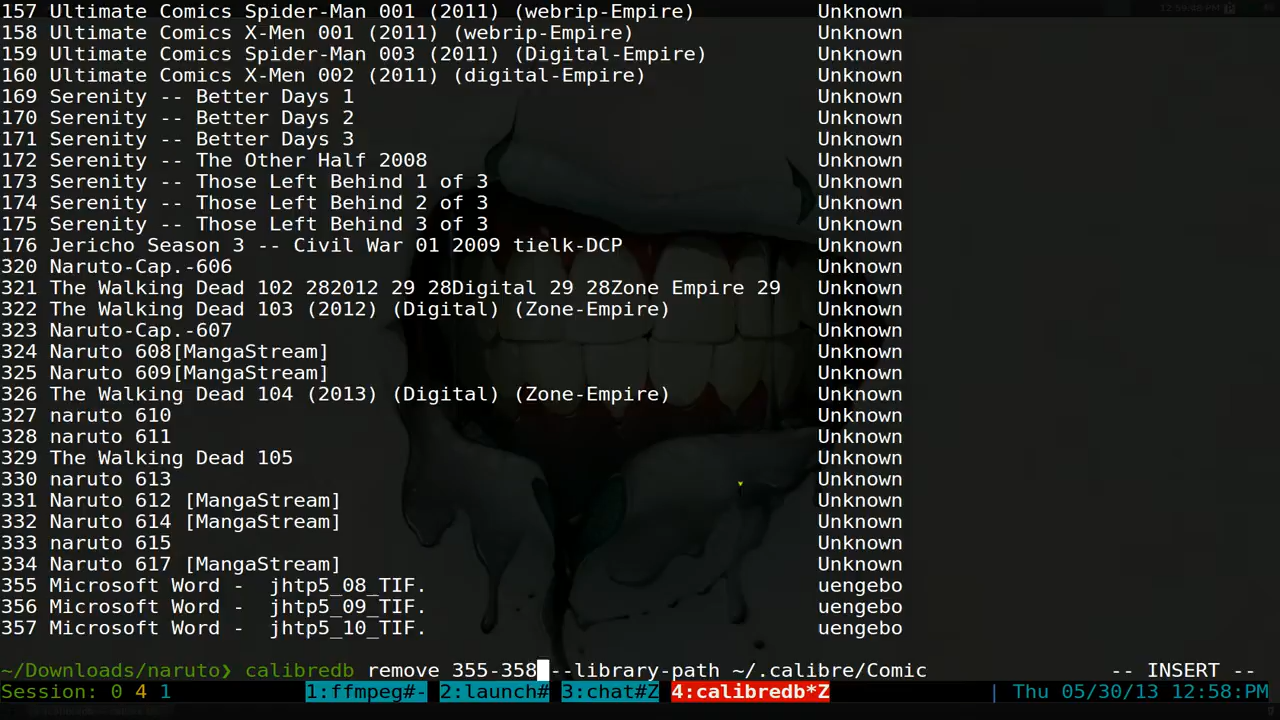 157 Ultimate Comics Spider-Man 001 (2011) (webrip-Empire) Unknown
158 Ultimate Comics X-Men 001 (2011) (webrip-Empire) Unknown
159 Ultimate Comics Spider-Man 003 (2011) (Digital-Empire) Unknown
160 Ultimate Comics X-Men 002 (2011) (digital-Empire) Unknown
169 Serenity -- Better Days 1 Unknown
170 Serenity -- Better Days 2 Unknown
171 Serenity -- Better Days 3 Unknown
172 Serenity -- The Other Half 2008 Unknown
173 Serenity -- Those Left Behind 1 of 3 Unknown
174 Serenity -- Those Left Behind 2 of 3 Unknown
175 Serenity -- Those Left Behind 3 of 3 Unknown
176 Jericho Season 3 -- Civil War 01 2009 tielk-DCP Unknown
320 Naruto-Cap.-606 Unknown
321 The Walking Dead 102 282012 29 28Digital 29 28Zone Empire 29 Unknown
322 The Walking Dead 103 (2012) (Digital) (Zone-Empire) Unknown
323 Naruto-Cap.-607 Unknown
324 Naruto 608[MangaStream] Unknown
325 Naruto 609[MangaStream] Unknown
326 The Walking Dead 104 (2013) (Digital) (Zone-Empire) Unknown
327 naruto 610 Unknown
328 naruto 611 Unknown
329 The Walking Dead 105 Unknown
330 naruto 613 Unknown
331 Naruto 612 [MangaStream] Unknown
332 Naruto 614 [MangaStream] Unknown
333 naruto 615 Unknown
334 Naruto 617 [MangaStream] Unknown
355 Microsoft Word -  jhtp5_08_TIF. uengebo
356 Microsoft Word -  jhtp5_09_TIF. uengebo
357 Microsoft Word -  jhtp5_10_TIF. uengebo
~/Downloads/naruto❯ calibredb remove 355-358 --library-path ~/.calibre/Comic -- INSERT --
Session: 0 4 1 1:ffmpeg#- 2:launch# 3:chat#Z 4:calibredb*Z | Thu 05/30/13 12:58:PM